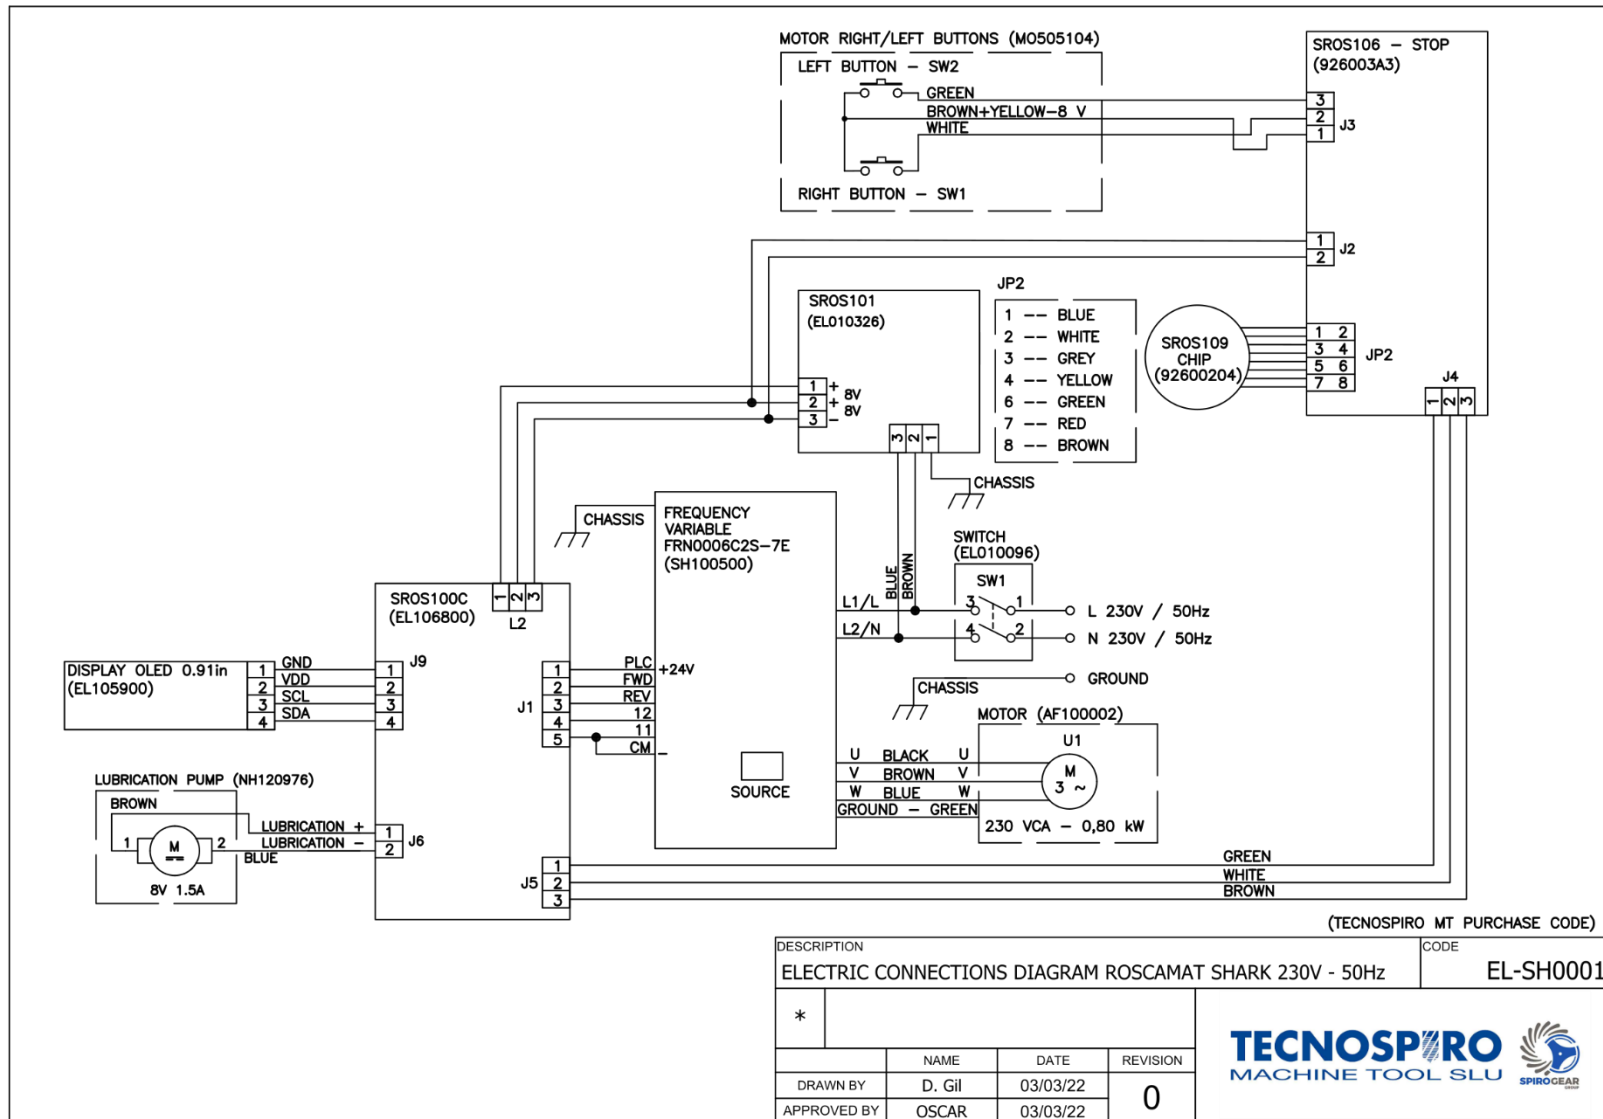 MOTOR RIGHT/LEFT BUTTONS (MO505104)
LEFT BUTTON - SW2
GREEN
BROWN+YELLOW-8 V
WHITE
RIGHT BUTTON - SW1
SROS106 - STOP
(926003A3)
3
2
1
J3
1
2
J2
SROS101
(EL010326)
1 +
8V
2 +
8V
3 -
3 2 1
CHASSIS
JP2
1 -- BLUE
2 -- WHITE
3 -- GREY
4 -- YELLOW
6 -- GREEN
7 -- RED
8 -- BROWN
SROS109
CHIP
(92600204)
1 2
3 4
5 6
7 8
JP2
J4
1 2 3
CHASSIS
FREQUENCY
VARIABLE
FRN0006C2S-7E
(SH100500)
BLUE
BROWN
SWITCH
(EL010096)
SW1
L1/L
3 1
L 230V / 50Hz
L2/N
4 2
N 230V / 50Hz
CHASSIS
GROUND
SROS100C
(EL106800)
1 2 3
L2
DISPLAY OLED 0.91in
(EL105900)
1 GND 1
2 VDD 2
3 SCL 3
4 SDA 4
J9
J1
1 PLC +24V
2 FWD
3 REV
4 12
5 11
CM -
SOURCE
MOTOR (AF100002)
U1
U BLACK U
V BROWN V
W BLUE W
GROUND - GREEN
M
3 ~
230 VCA - 0,80 kW
LUBRICATION PUMP (NH120976)
BROWN
LUBRICATION + 1
LUBRICATION - 2
J6
1 M 2
BLUE
8V 1.5A
J5
1
2
3
GREEN
WHITE
BROWN
(TECNOSPIRO MT PURCHASE CODE)
DESCRIPTION
ELECTRIC CONNECTIONS DIAGRAM ROSCAMAT SHARK 230V - 50Hz
CODE
EL-SH0001
*
NAME DATE REVISION
DRAWN BY D. Gil 03/03/22
0
APPROVED BY OSCAR 03/03/22
TECNOSPIRO
MACHINE TOOL SLU
SPIROGEAR
GROUP